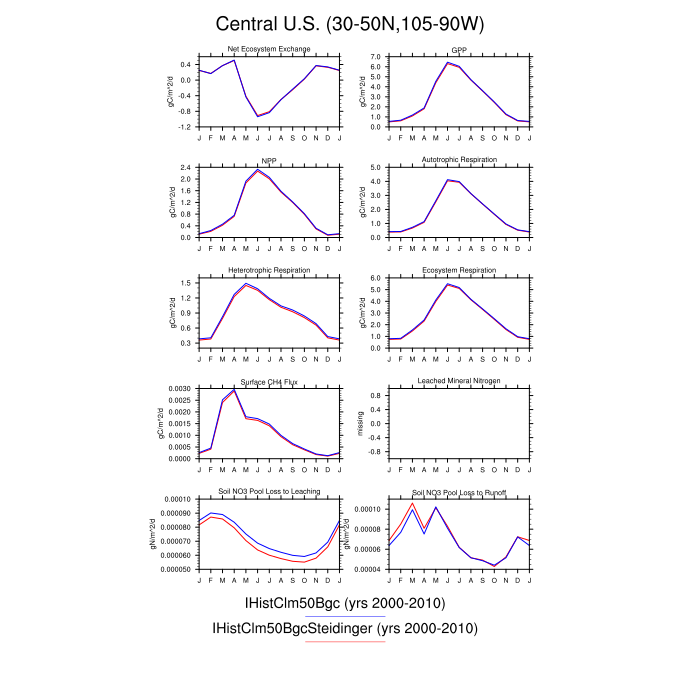 Central U.S. (30-50N,105-90W)
Net Ecosystem Exchange
gC/m^2/d
0.4
0.0
-0.4
-0.8
-1.2
J F M A M J J A S O N D J
GPP
gC/m^2/d
7.0
6.0
5.0
4.0
3.0
2.0
1.0
0.0
J F M A M J J A S O N D J
NPP
gC/m^2/d
2.4
2.0
1.6
1.2
0.8
0.4
0.0
J F M A M J J A S O N D J
Autotrophic Respiration
gC/m^2/d
5.0
4.0
3.0
2.0
1.0
0.0
J F M A M J J A S O N D J
Heterotrophic Respiration
gC/m^2/d
1.5
1.2
0.9
0.6
0.3
J F M A M J J A S O N D J
Ecosystem Respiration
gC/m^2/d
6.0
5.0
4.0
3.0
2.0
1.0
0.0
J F M A M J J A S O N D J
Surface CH4 Flux
gC/m^2/d
0.0030
0.0025
0.0020
0.0015
0.0010
0.0005
0.0000
J F M A M J J A S O N D J
Leached Mineral Nitrogen
missing
0.8
0.4
0.0
-0.4
-0.8
J F M A M J J A S O N D J
Soil NO3 Pool Loss to Leaching
gN/m^2/d
0.00010
0.000090
0.000080
0.000070
0.000060
0.000050
J F M A M J J A S O N D J
Soil NO3 Pool Loss to Runoff
gN/m^2/d
0.00010
0.00008
0.00006
0.00004
J F M A M J J A S O N D J
IHistClm50Bgc (yrs 2000-2010)
IHistClm50BgcSteidinger (yrs 2000-2010)